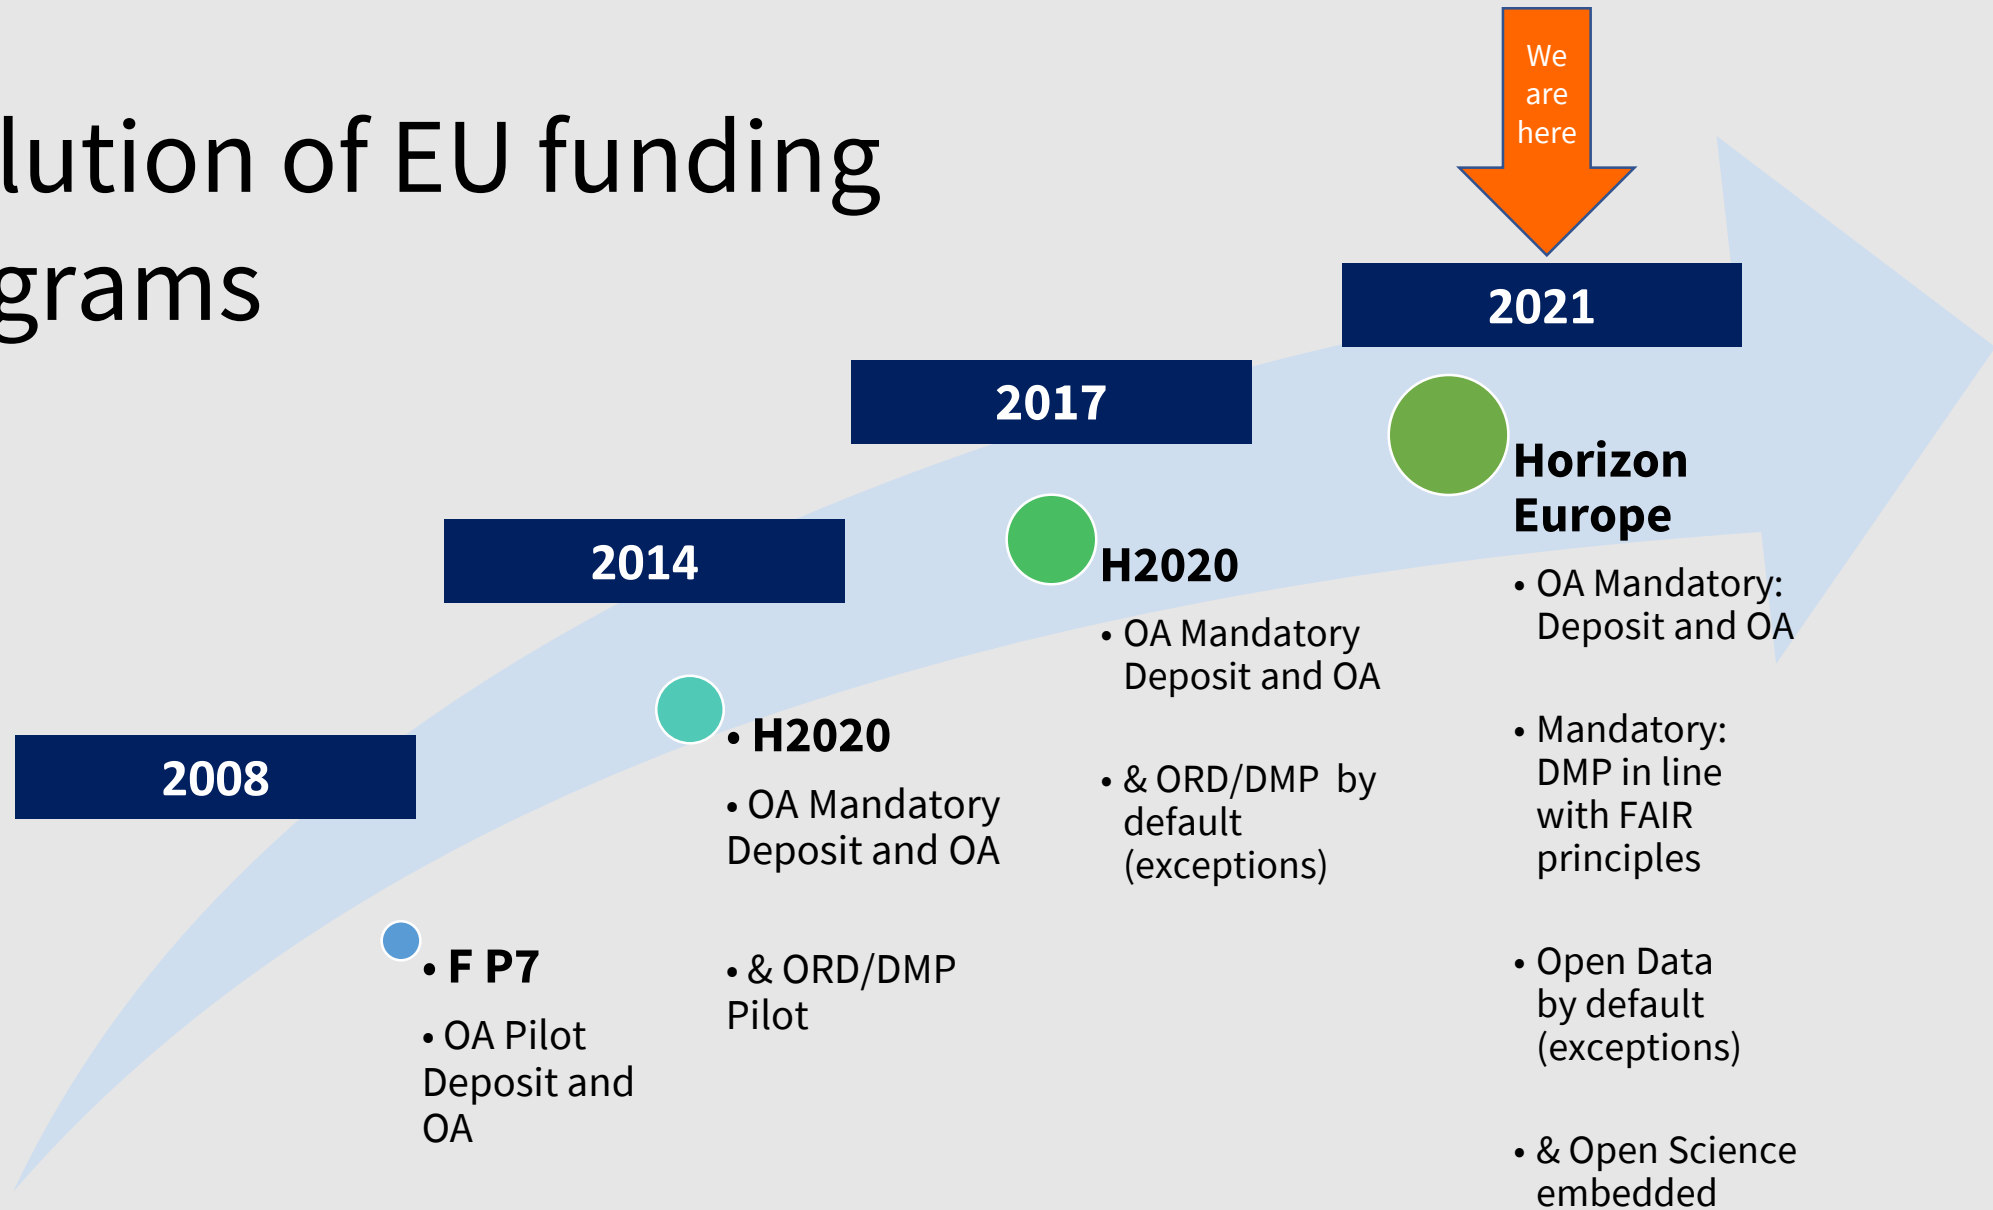 lution of EU funding
grams
We
are
here
2008
• F P7
• OA Pilot
Deposit and
OA
2014
• H2020
• OA Mandatory
Deposit and OA
• & ORD/DMP
Pilot
2017
H2020
• OA Mandatory
Deposit and OA
• & ORD/DMP by
default
(exceptions)
2021
Horizon
Europe
• OA Mandatory:
Deposit and OA
• Mandatory:
DMP in line
with FAIR
principles
• Open Data
by default
(exceptions)
• & Open Science
embedded